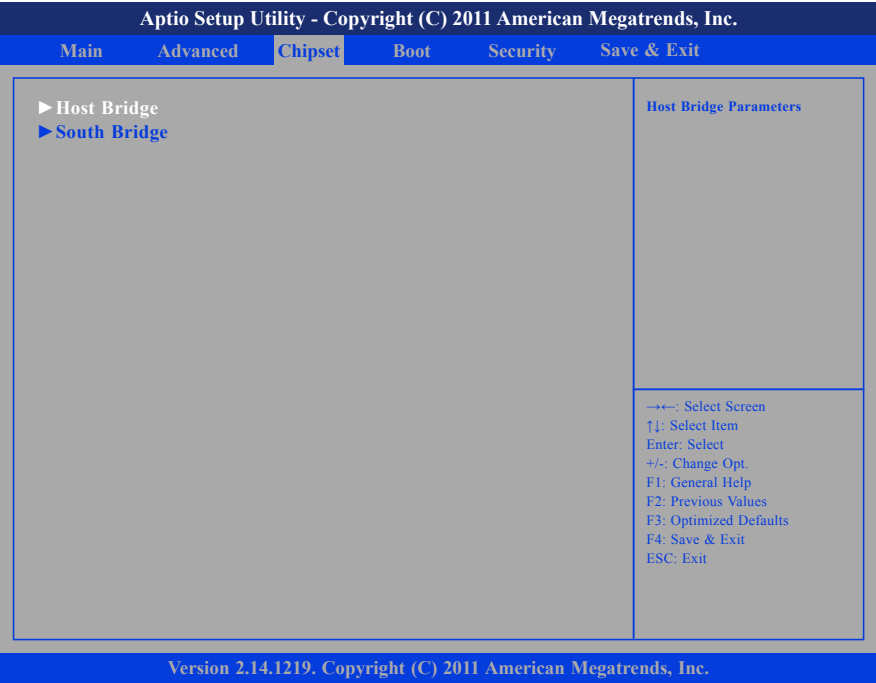 Aptio Setup Utility - Copyright (C) 2011 American Megatrends, Inc.
Main Advanced Chipset Boot Security Save & Exit
►Host Bridge
►South Bridge
Host Bridge Parameters
→←: Select Screen
↑↓: Select Item
Enter: Select
+/-: Change Opt.
F1: General Help
F2: Previous Values
F3: Optimized Defaults
F4: Save & Exit
ESC: Exit
Version 2.14.1219. Copyright (C) 2011 American Megatrends, Inc.